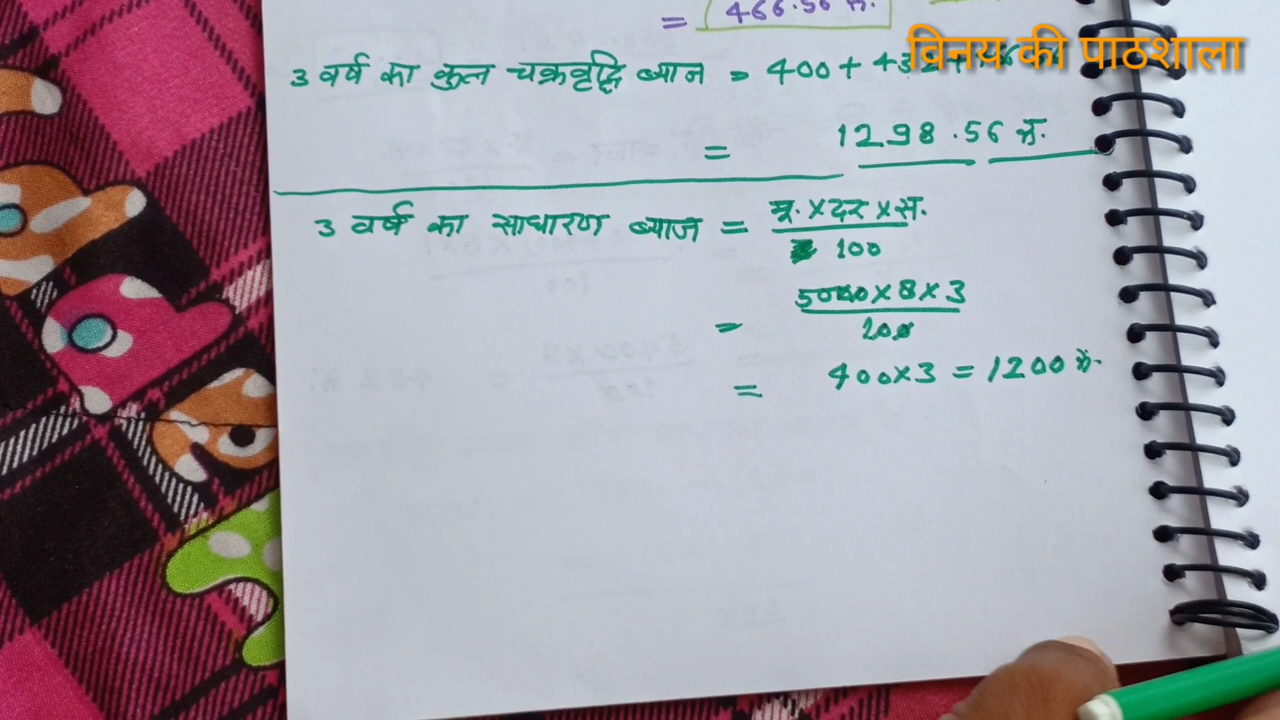 = 466.56 रु.
विनय की पाठशाला
3 वर्ष का कुल चक्रवृद्धि ब्याज = 400 + 432 +
= 1298.56 रु.
3 वर्ष का साधारण ब्याज = मू. × दर × स.
100
= 5000 × 8 × 3
100
= 400 × 3 = 1200 रु.